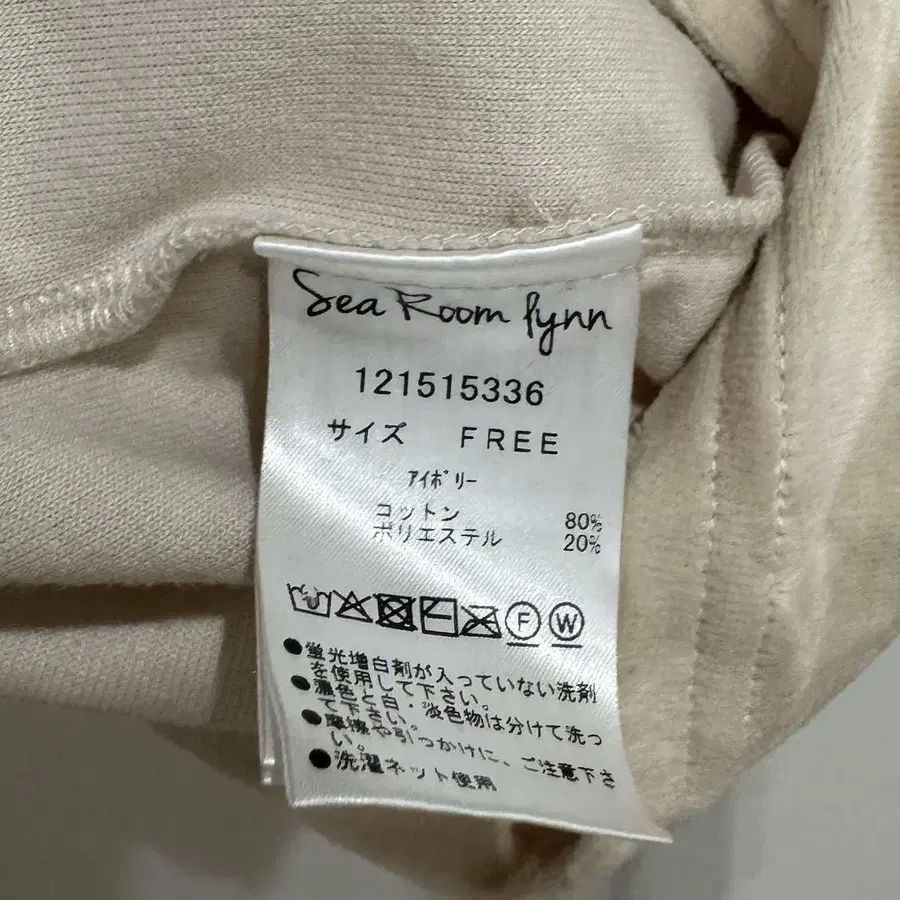 Sea Room lynn
121515336
サイズ FREE
アイボリー
コットン 80%
ポリエステル 20%
F W
●蛍光増白剤が入っていない洗剤
を使用して下さい。
●濃色と白・淡色物は分けて洗っ
て下さい。
●摩擦や引っかけに、ご注意下さ
い。
●洗濯ネット使用